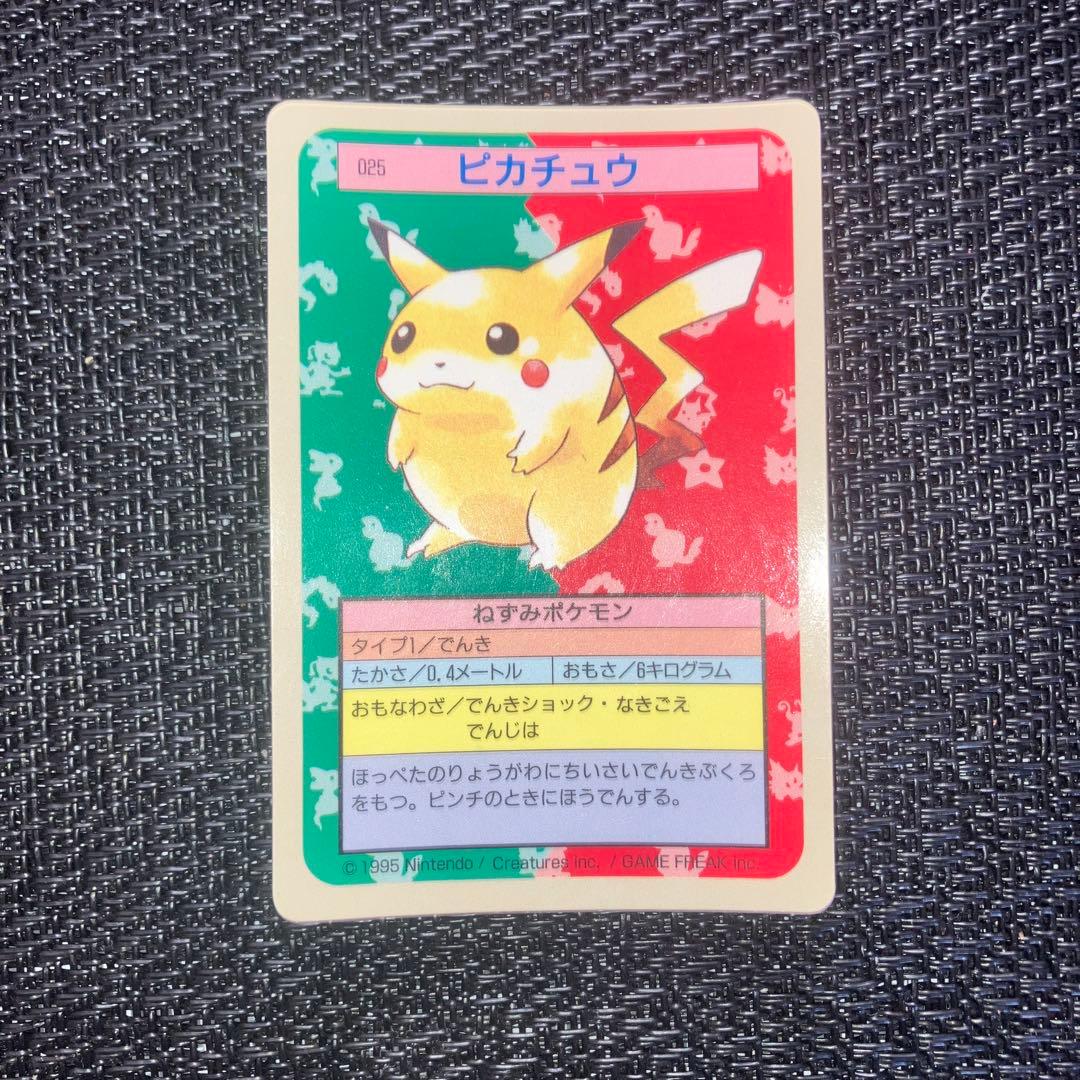 025 ピカチュウ
ねずみポケモン
タイプ1/でんき
たかさ/0.4メートル おもさ/6キログラム
おもなわざ/でんきショック・なきごえ
でんじは
ほっぺたのりょうがわにちいさいでんきぶくろ
をもつ。ピンチのときにほうでんする。
© 1995 Nintendo / Creatures inc. / GAME FREAK inc.